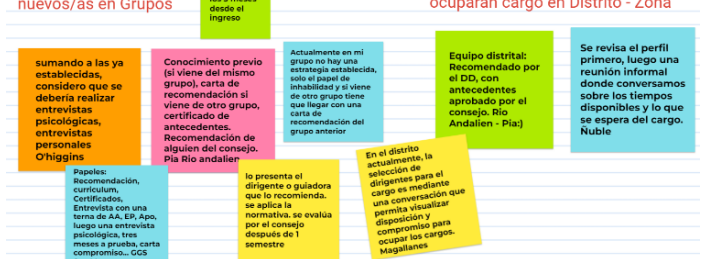 nuevos/as en Grupos
ocuparán cargo en Distrito - Zona
desde el
ingreso
sumando a las ya
establecidas,
considero que se
debería realizar
entrevistas
psicológicas,
entrevistas
personales
O'higgins
Conocimiento previo
(si viene del mismo
grupo), carta de
recomendación si
viene de otro grupo,
certificado de
antecedentes.
Recomendación de
alguien del consejo.
Pia Rio andalien
Actualmente en mi
grupo no hay una
estrategia establecida,
solo el papel de
inhabilidad y si viene
de otro grupo tiene
que llegar con una
carta de
recomendación del
grupo anterior
Equipo distrital:
Recomendado por
el DD, con
antecedentes
aprobado por el
consejo. Rio
Andalien - Pia:)
Se revisa el perfil
primero, luego una
reunión informal
donde conversamos
sobre los tiempos
disponibles y lo que
se espera del cargo.
Ñuble
Papeles:
Recomendación,
curriculum,
Certificados,
Entrevista con una
terna de AA, EP, Apo,
luego una entrevista
psicológica, tres
meses a prueba, carta
compromiso... GGS
lo presenta el
dirigente o guiadora
que lo recomienda.
se aplica la
normativa. se evalúa
por el consejo
después de 1
semestre
En el distrito
actualmente, la
selección de
dirigentes para el
cargo es mediante
una conversación que
permita visualizar
disposición y
compromiso para
ocupar los cargos.
Magallanes